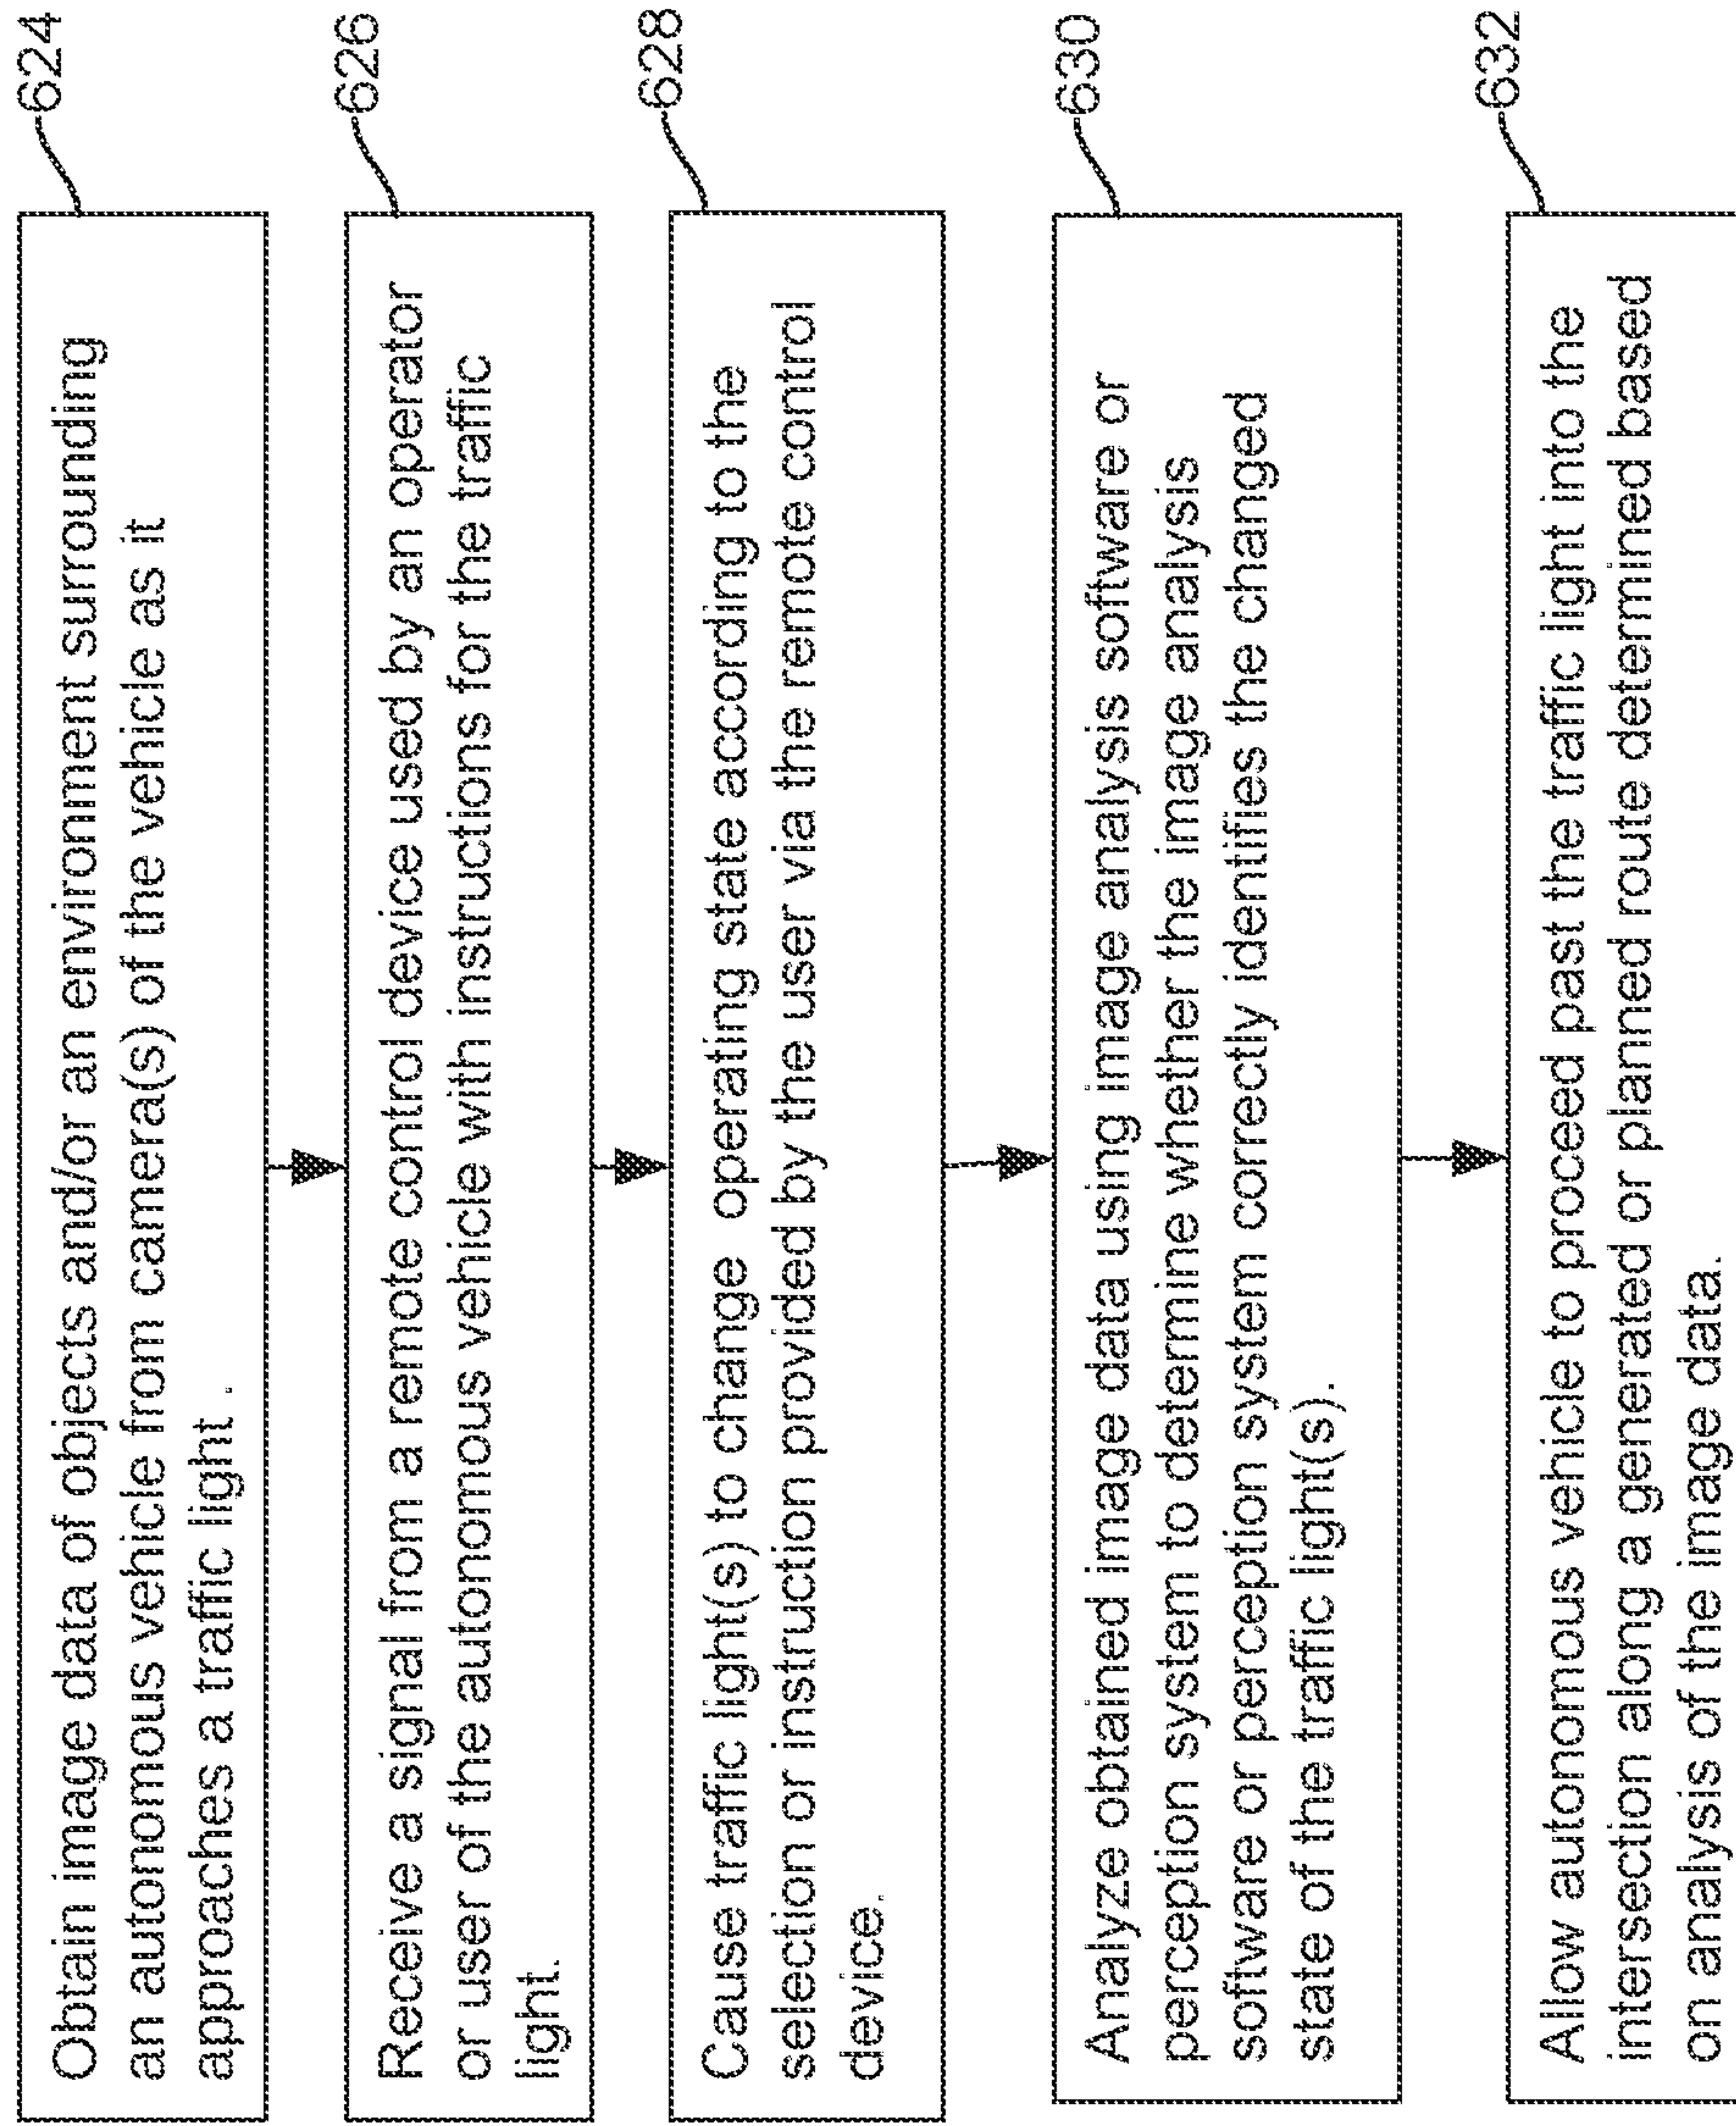 Obtain image data of objects and/or an environment surrounding
an autonomous vehicle from camera(s) of the vehicle as it
approaches a traffic light .
624
Receive a signal from a remote control device used by an operator
or user of the autonomous vehicle with instructions for the traffic
light.
626
Cause traffic light(s) to change operating state according to the
selection or instruction provided by the user via the remote control
device.
628
Analyze obtained image data using image analysis software or
perception system to determine whether the image analysis
software or perception system correctly identifies the changed
state of the traffic light(s).
630
Allow autonomous vehicle to proceed past the traffic light into the
intersection along a generated or planned route determined based
on analysis of the image data.
632